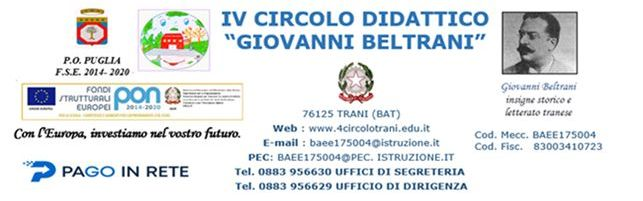 IV CIRCOLO DIDATTICO
“GIOVANNI BELTRANI”
P.O. PUGLIA
F.S.E. 2014- 2020
FONDI
STRUTTURALI
EUROPEI
pon
2014-2020
Con l'Europa, investiamo nel vostro futuro.
PAGO IN RETE
76125 TRANI (BAT)
Web : www.4circolotrani.edu.it
E-mail : baee175004@istruzione.it
PEC: BAEE175004@PEC. ISTRUZIONE.IT
Tel. 0883 956630 UFFICI DI SEGRETERIA
Tel. 0883 956629 UFFICIO DI DIRIGENZA
Giovanni Beltrani
insigne storico e
letterato tranese
Cod. Mecc. BAEE175004
Cod. Fisc. 83003410723